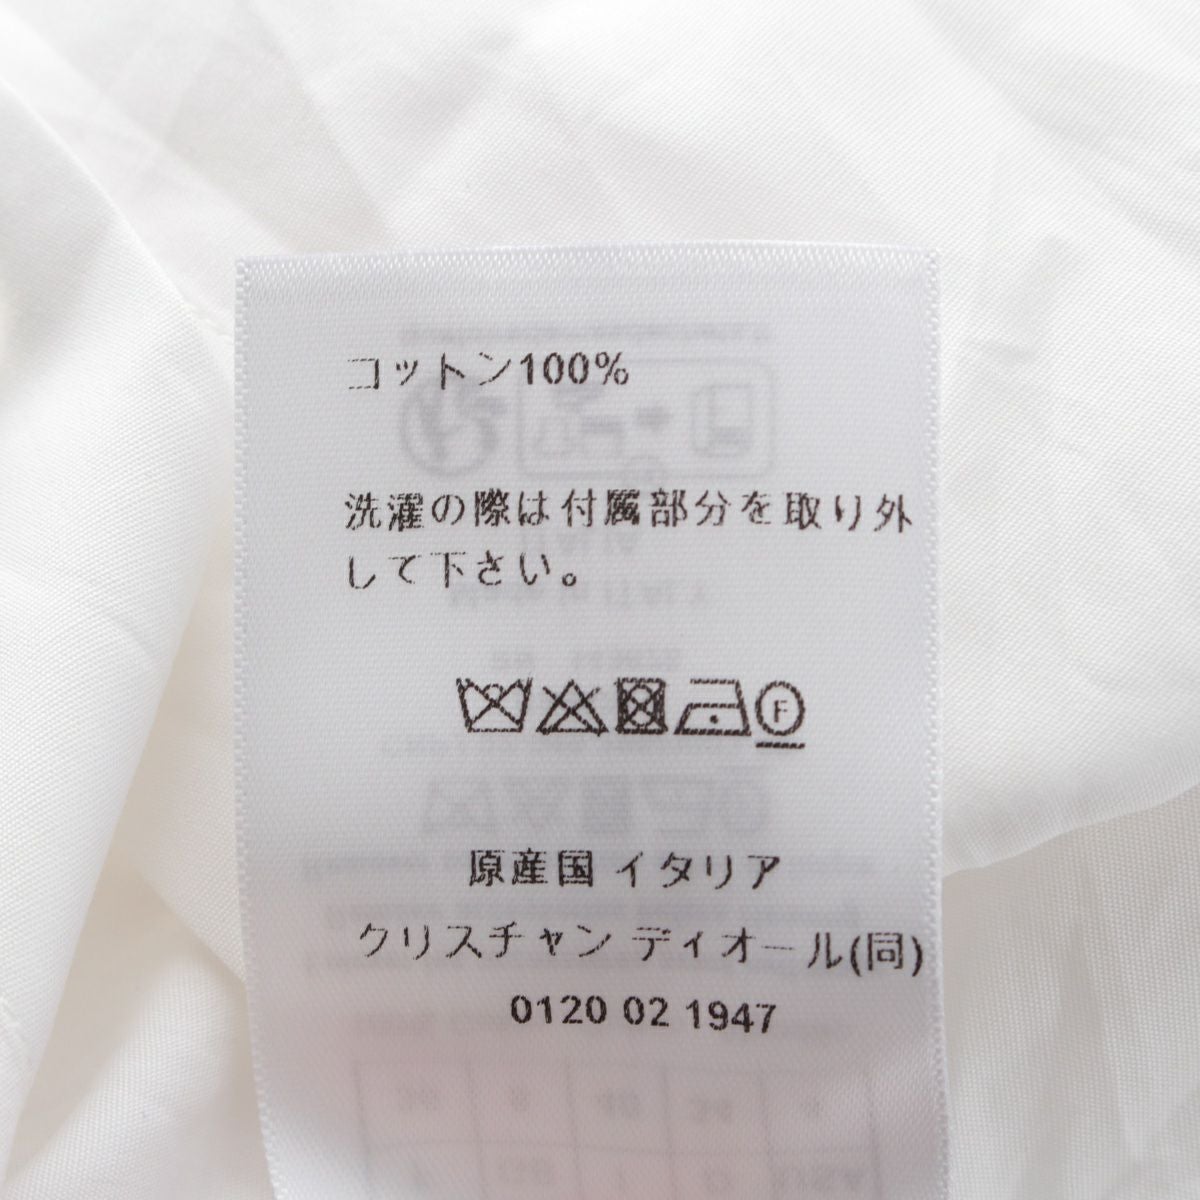 コットン100%
洗濯の際は付属部分を取り外
して下さい。
F
原産国 イタリア
クリスチャン ディオール(同)
0120 02 1947